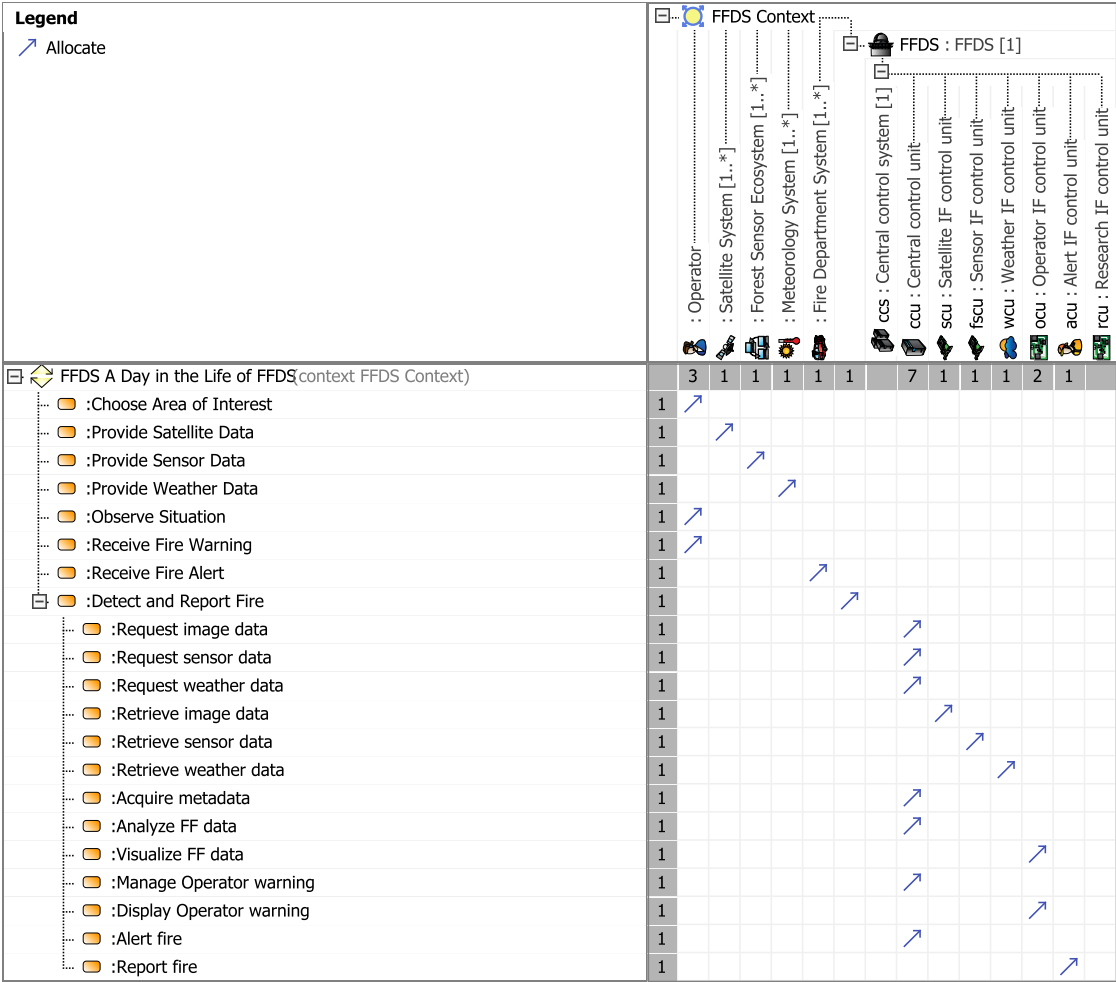 Legend
Allocate
FFDS Context
FFDS : FFDS [1]
: Operator
: Satellite System [1..*]
: Forest Sensor Ecosystem [1..*]
: Meteorology System [1..*]
: Fire Department System [1..*]
ccs : Central control system [1]
ccu : Central control unit
scu : Satellite IF control unit
fscu : Sensor IF control unit
wcu : Weather IF control unit
ocu : Operator IF control unit
acu : Alert IF control unit
rcu : Research IF control unit
FFDS A Day in the Life of FFDS(context FFDS Context) 3 1 1 1 1 1 7 1 1 1 2 1
:Choose Area of Interest 1
:Provide Satellite Data 1
:Provide Sensor Data 1
:Provide Weather Data 1
:Observe Situation 1
:Receive Fire Warning 1
:Receive Fire Alert 1
:Detect and Report Fire 1
:Request image data 1
:Request sensor data 1
:Request weather data 1
:Retrieve image data 1
:Retrieve sensor data 1
:Retrieve weather data 1
:Acquire metadata 1
:Analyze FF data 1
:Visualize FF data 1
:Manage Operator warning 1
:Display Operator warning 1
:Alert fire 1
:Report fire 1